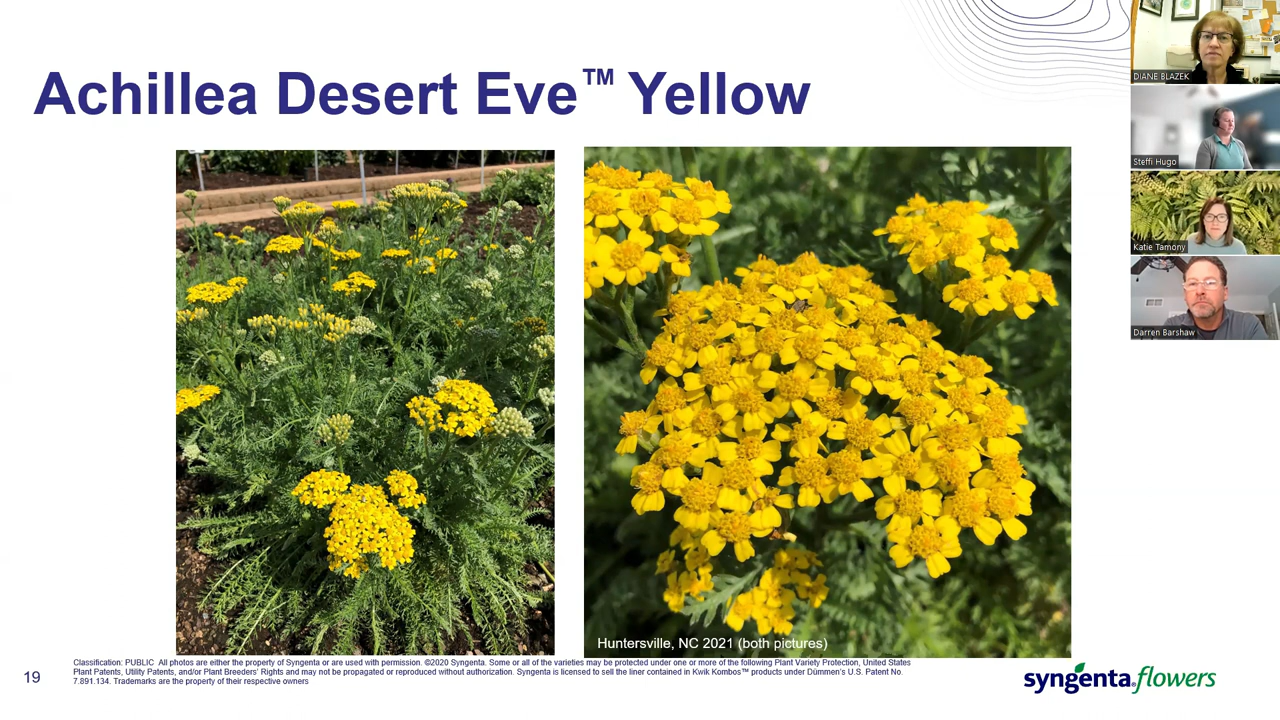 Achillea Desert Eve™ Yellow
DIANE BLAZEK
Steffi Hugo
Katie Tamony
Darren Barshaw
Huntersville, NC 2021 (both pictures)
19
Classification: PUBLIC All photos are either the property of Syngenta or are used with permission. ©2020 Syngenta. Some or all of the varieties may be protected under one or more of the following Plant Variety Protection, United States
Plant Patents, Utility Patents, and/or Plant Breeders' Rights and may not be propagated or reproduced without authorization. Syngenta is licensed to sell the liner contained in Kwik Kombos™ products under Dümmen's U.S. Patent No.
7.891.134. Trademarks are the property of their respective owners
syngenta® flowers